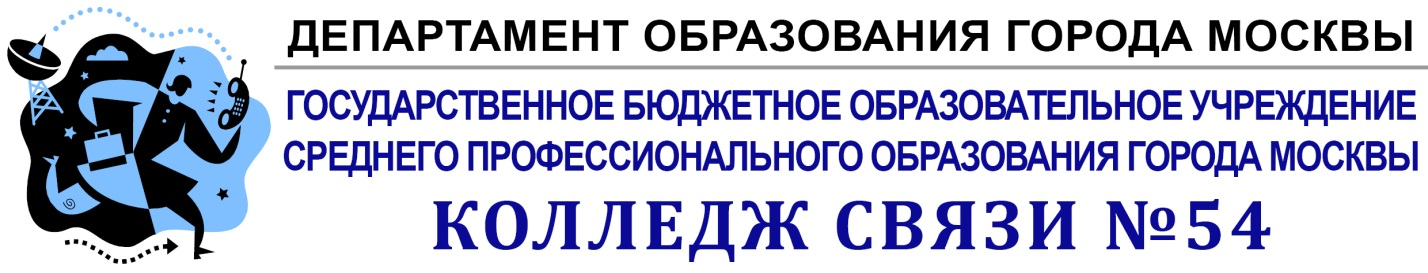 ДЕПАРТАМЕНТ ОБРАЗОВАНИЯ ГОРОДА МОСКВЫ
ГОСУДАРСТВЕННОЕ БЮДЖЕТНОЕ ОБРАЗОВАТЕЛЬНОЕ УЧРЕЖДЕНИЕ
СРЕДНЕГО ПРОФЕССИОНАЛЬНОГО ОБРАЗОВАНИЯ ГОРОДА МОСКВЫ
КОЛЛЕДЖ СВЯЗИ №54